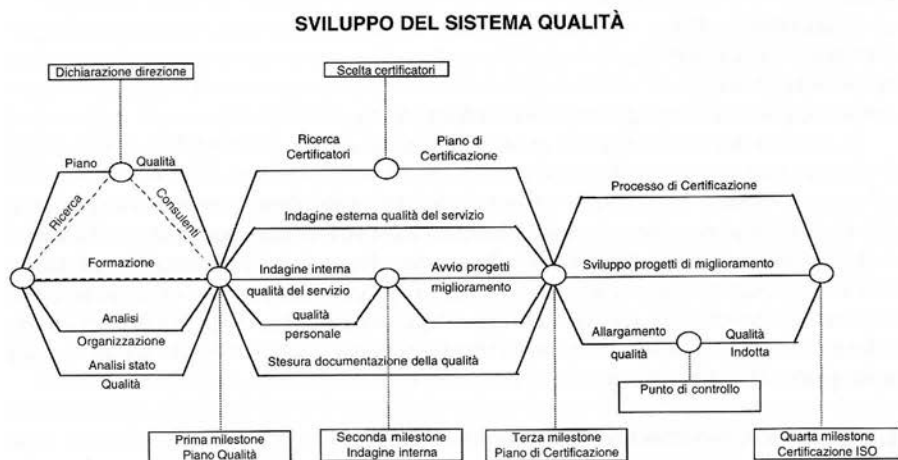 SVILUPPO DEL SISTEMA QUALITÀ
Dichiarazione direzione
Scelta certificatori
Ricerca
Certificatori
Piano di
Certificazione
Piano
Qualità
Ricerca
Consulenti
Processo di Certificazione
Indagine esterna qualità del servizio
Formazione
Indagine interna
qualità del servizio
Avvio progetti
miglioramento
Sviluppo progetti di miglioramento
Analisi
Organizzazione
qualità
personale
Allargamento
qualità
Qualità
Indotta
Analisi stato
Qualità
Stesura documentazione della qualità
Punto di controllo
Prima milestone
Piano Qualità
Seconda milestone
Indagine interna
Terza milestone
Piano di Certificazione
Quarta milestone
Certificazione ISO